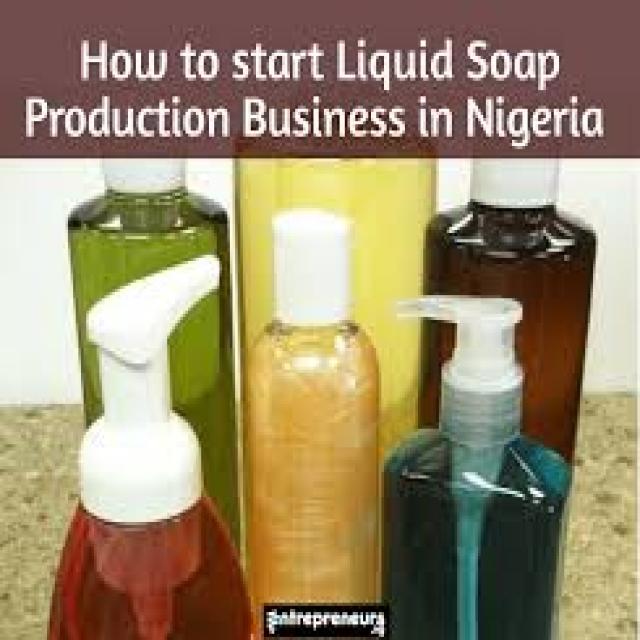 How to start Liquid Soap
Production Business in Nigeria
entrepreneurs